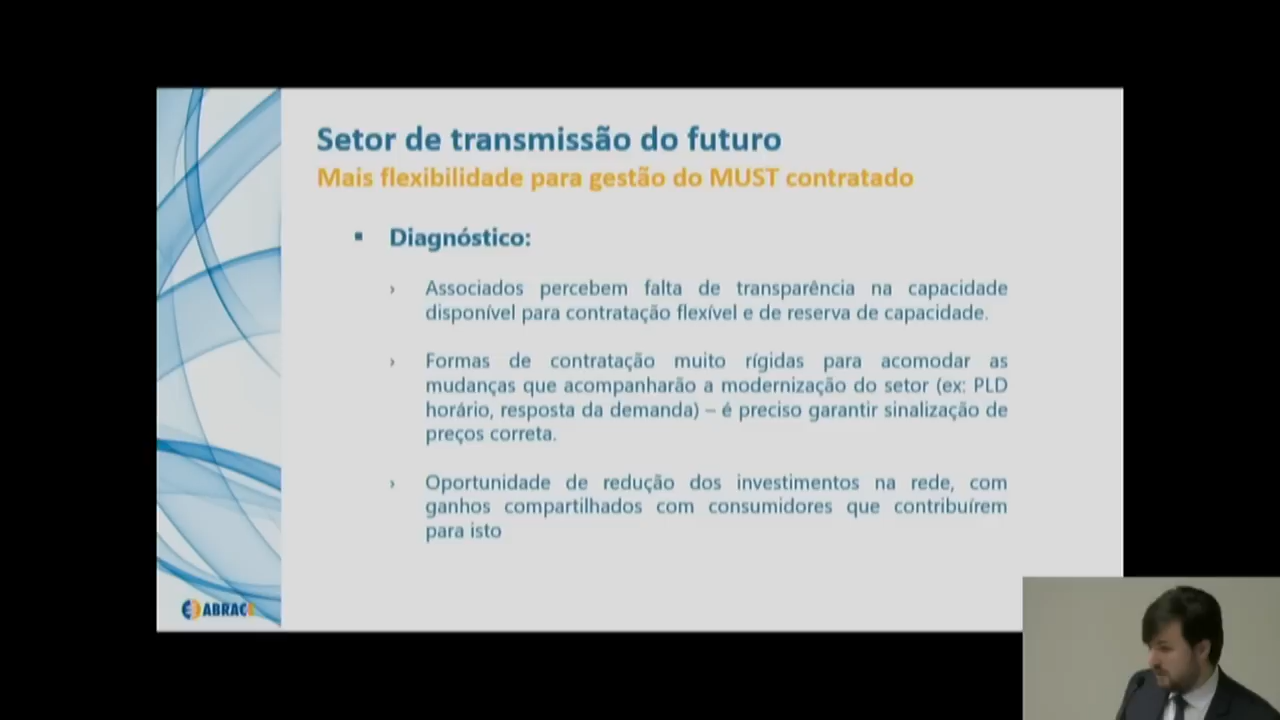 Setor de transmissão do futuro
Mais flexibilidade para gestão do MUST contratado
▪ Diagnóstico:
› Associados percebem falta de transparência na capacidade
disponível para contratação flexível e de reserva de capacidade.
› Formas de contratação muito rígidas para acomodar as
mudanças que acompanharão a modernização do setor (ex: PLD
horário, resposta da demanda) – é preciso garantir sinalização de
preços correta.
› Oportunidade de redução dos investimentos na rede, com
ganhos compartilhados com consumidores que contribuírem
para isto
ABRACE